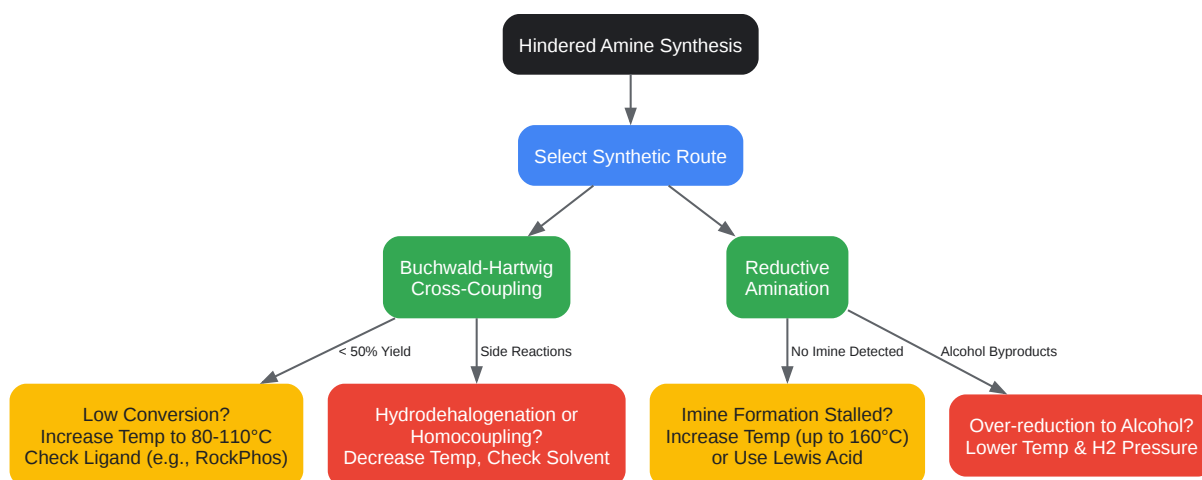 Hindered Amine Synthesis
Select Synthetic Route
Buchwald-Hartwig
Cross-Coupling
Reductive
Amination
< 50% Yield
Side Reactions
No Imine Detected
Alcohol Byproducts
Low Conversion?
Increase Temp to 80-110°C
Check Ligand (e.g., RockPhos)
Hydrodehalogenation or
Homocoupling?
Decrease Temp, Check Solvent
Imine Formation Stalled?
Increase Temp (up to 160°C)
or Use Lewis Acid
Over-reduction to Alcohol?
Lower Temp & H2 Pressure